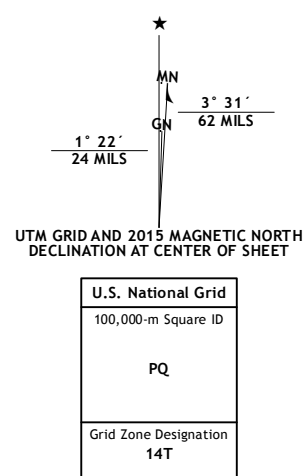 ★
MN
GN
3° 31´
62 MILS
1° 22´
24 MILS
UTM GRID AND 2015 MAGNETIC NORTH
DECLINATION AT CENTER OF SHEET
U.S. National Grid
100,000-m Square ID
PQ
Grid Zone Designation
14T